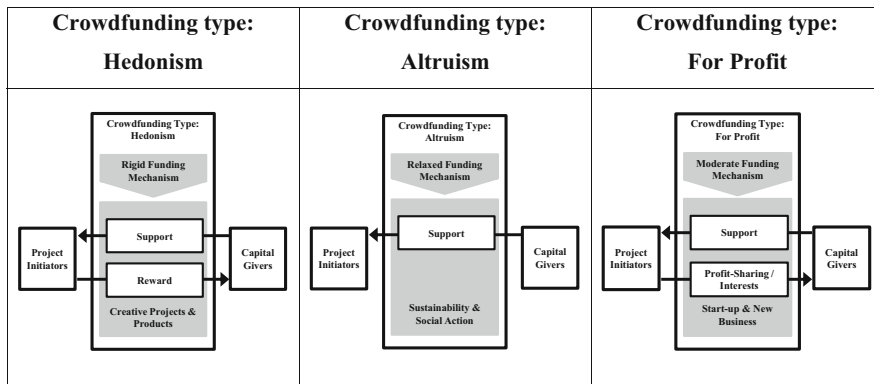 Crowdfunding type:
Hedonism
Crowdfunding type:
Altruism
Crowdfunding type:
For Profit
Crowdfunding Type:
Hedonism
Rigid Funding
Mechanism
Support
Project
Initiators
Capital
Givers
Reward
Creative Projects &
Products
Crowdfunding Type:
Altruism
Relaxed Funding
Mechanism
Support
Project
Initiators
Capital
Givers
Sustainability &
Social Action
Crowdfunding Type:
For Profit
Moderate Funding
Mechanism
Support
Project
Initiators
Capital
Givers
Profit-Sharing /
Interests
Start-up & New
Business